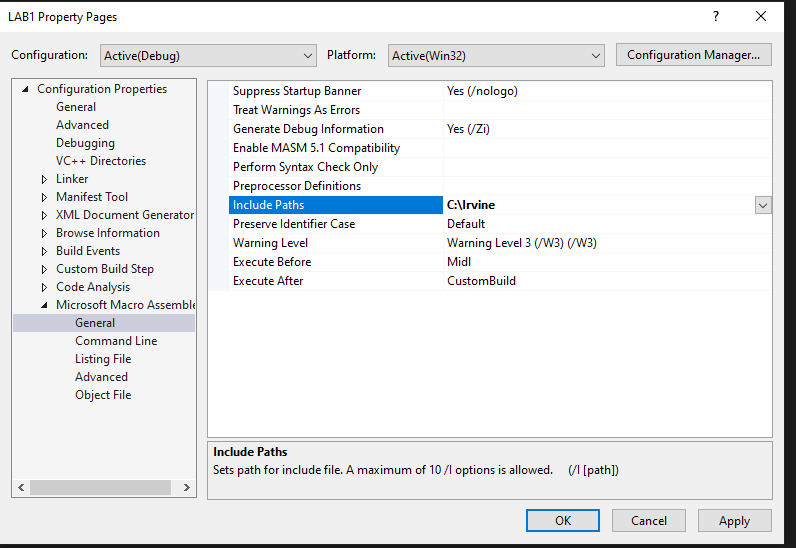 LAB1 Property Pages
?
Configuration: Active(Debug) Platform: Active(Win32) Configuration Manager...
Configuration Properties
General
Advanced
Debugging
VC++ Directories
Linker
Manifest Tool
XML Document Generator
Browse Information
Build Events
Custom Build Step
Code Analysis
Microsoft Macro Assemble
General
Command Line
Listing File
Advanced
Object File
Suppress Startup Banner Yes (/nologo)
Treat Warnings As Errors
Generate Debug Information Yes (/Zi)
Enable MASM 5.1 Compatibility
Perform Syntax Check Only
Preprocessor Definitions
Include Paths C:\Irvine
Preserve Identifier Case Default
Warning Level Warning Level 3 (/W3) (/W3)
Execute Before Midl
Execute After CustomBuild
Include Paths
Sets path for include file. A maximum of 10 /I options is allowed. (/I [path])
OK Cancel Apply